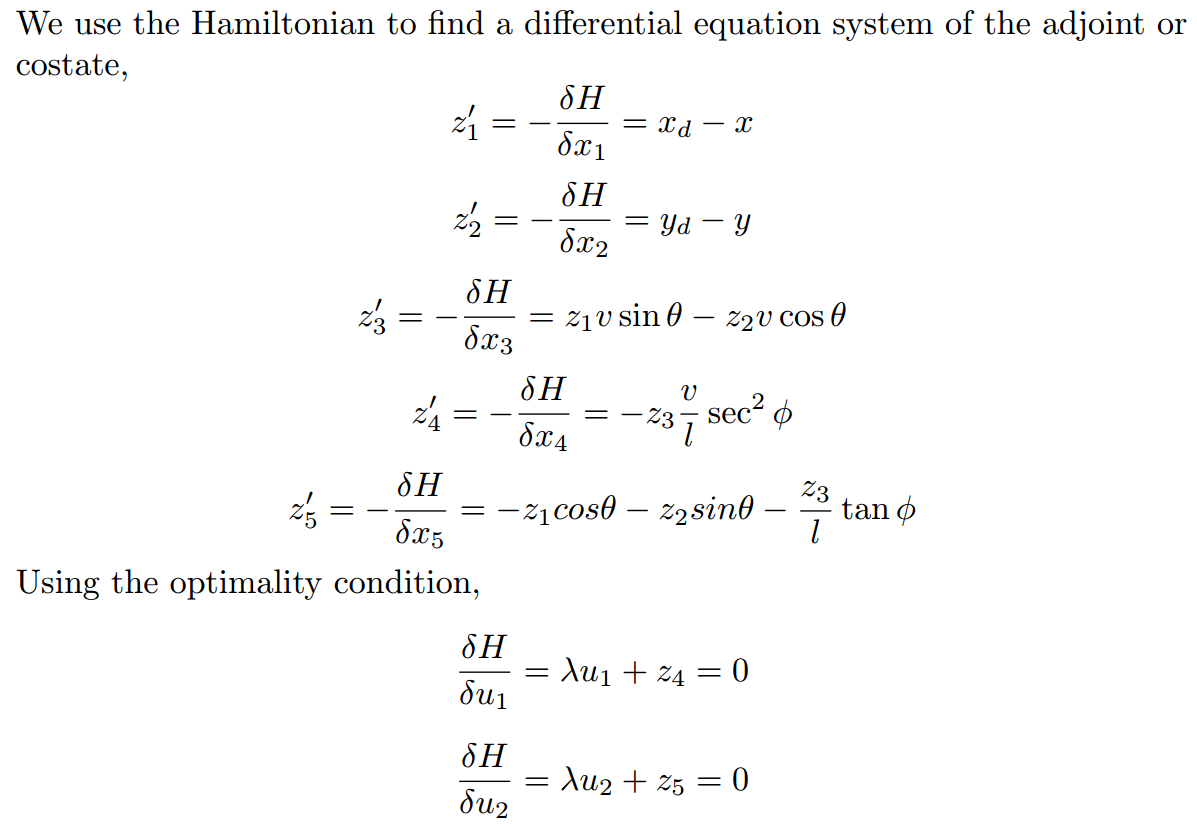 We use the Hamiltonian to find a differential equation system of the adjoint or
costate,
$z_1' = -\frac{\delta H}{\delta x_1} = x_d - x$
$z_2' = -\frac{\delta H}{\delta x_2} = y_d - y$
$z_3' = -\frac{\delta H}{\delta x_3} = z_1 v \sin\theta - z_2 v \cos\theta$
$z_4' = -\frac{\delta H}{\delta x_4} = -z_3 \frac{v}{l} \sec^2 \phi$
$z_5' = -\frac{\delta H}{\delta x_5} = -z_1 cos\theta - z_2 sin\theta - \frac{z_3}{l} \tan \phi$
Using the optimality condition,
$\frac{\delta H}{\delta u_1} = \lambda u_1 + z_4 = 0$
$\frac{\delta H}{\delta u_2} = \lambda u_2 + z_5 = 0$